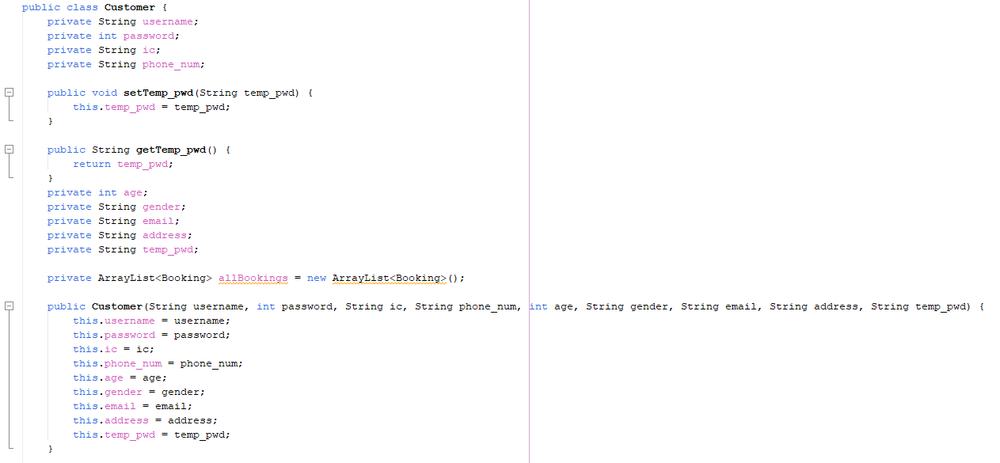 public class Customer {
    private String username;
    private int password;
    private String ic;
    private String phone_num;

    public void setTemp_pwd(String temp_pwd) {
        this.temp_pwd = temp_pwd;
    }

    public String getTemp_pwd() {
        return temp_pwd;
    }
    private int age;
    private String gender;
    private String email;
    private String address;
    private String temp_pwd;

    private ArrayList<Booking> allBookings = new ArrayList<Booking>();

    public Customer(String username, int password, String ic, String phone_num, int age, String gender, String email, String address, String temp_pwd) {
        this.username = username;
        this.password = password;
        this.ic = ic;
        this.phone_num = phone_num;
        this.age = age;
        this.gender = gender;
        this.email = email;
        this.address = address;
        this.temp_pwd = temp_pwd;
    }